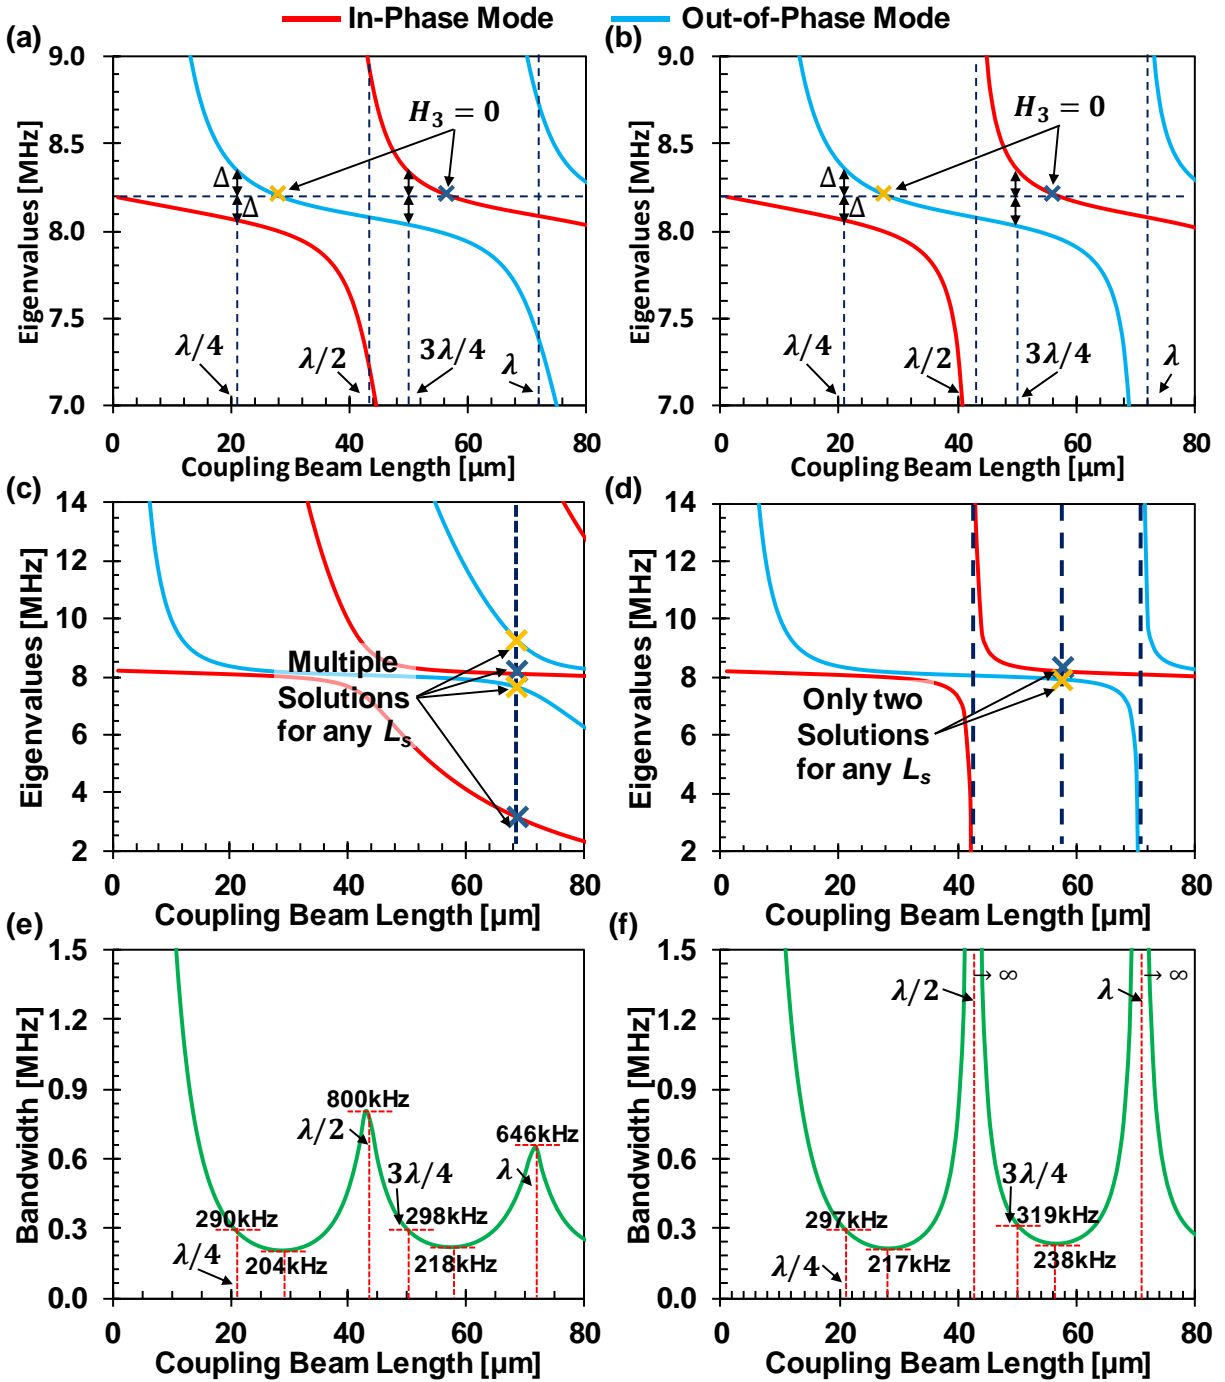 In-Phase Mode
Out-of-Phase Mode
(a)
Eigenvalues [MHz]
9.0
8.5
8.0
7.5
7.0
H₃ = 0
Δ
Δ
λ/4
λ/2
3λ/4
λ
0 20 40 60 80
Coupling Beam Length [μm]
(b)
Eigenvalues [MHz]
9.0
8.5
8.0
7.5
7.0
H₃ = 0
Δ
Δ
λ/4
λ/2
3λ/4
λ
0 20 40 60 80
Coupling Beam Length [μm]
(c)
Eigenvalues [MHz]
14
12
10
8
6
4
2
Multiple
Solutions
for any Lₛ
0 20 40 60 80
Coupling Beam Length [μm]
(d)
Eigenvalues [MHz]
14
12
10
8
6
4
2
Only two
Solutions
for any Lₛ
0 20 40 60 80
Coupling Beam Length [μm]
(e)
Bandwidth [MHz]
1.5
1.2
0.9
0.6
0.3
0.0
800kHz
λ/2
646kHz
3λ/4
λ
290kHz
298kHz
λ/4
204kHz
218kHz
0 20 40 60 80
Coupling Beam Length [μm]
(f)
Bandwidth [MHz]
1.5
1.2
0.9
0.6
0.3
0.0
→ ∞
→ ∞
λ/2
λ
3λ/4
297kHz
319kHz
λ/4
217kHz
238kHz
0 20 40 60 80
Coupling Beam Length [μm]